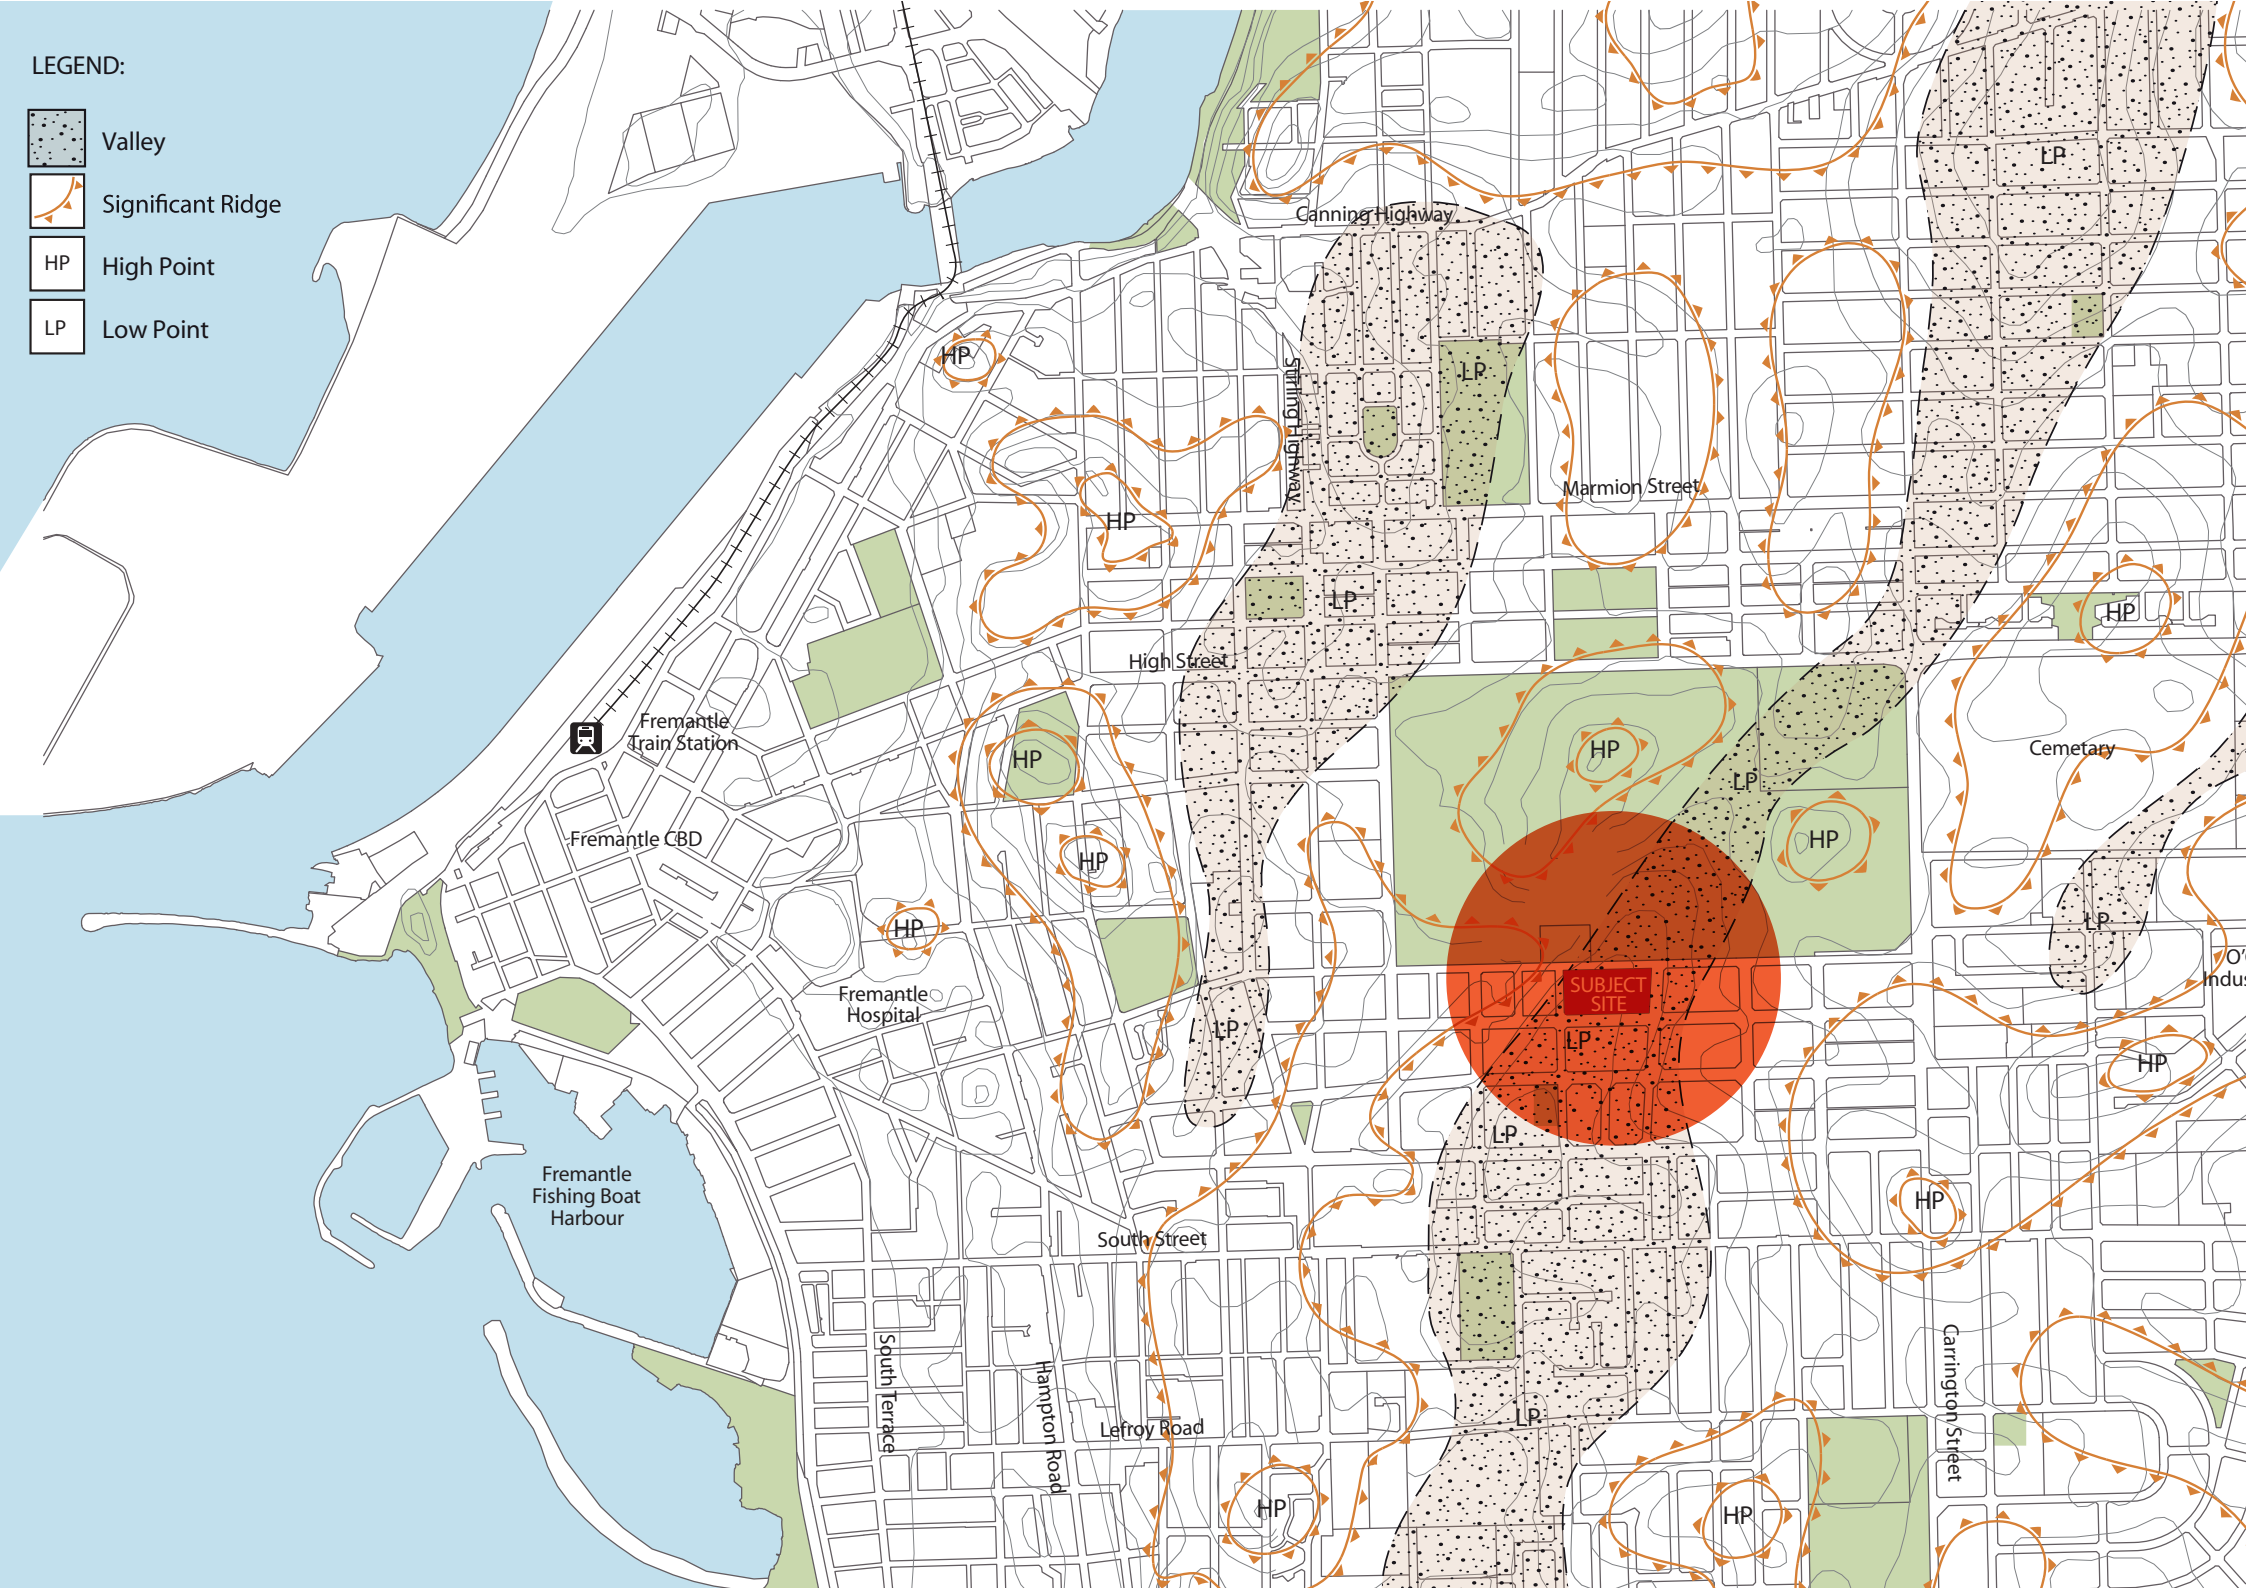 LEGEND:
Valley
Significant Ridge
HP
High Point
LP
Low Point
LP
Canning Highway
HP
LP
Stirling Highway
Marmion Street
HP
LP
HP
High Street
Fremantle
Train Station
HP
HP
Cemetary
LP
Fremantle CBD
HP
HP
HP
LP
O'
Indus
SUBJECT
SITE
Fremantle
Hospital
LP
LP
HP
LP
Fremantle
Fishing Boat
Harbour
HP
South Street
South Terrace
Hampton Road
Carrington Street
Lefroy Road
LP
HP
HP